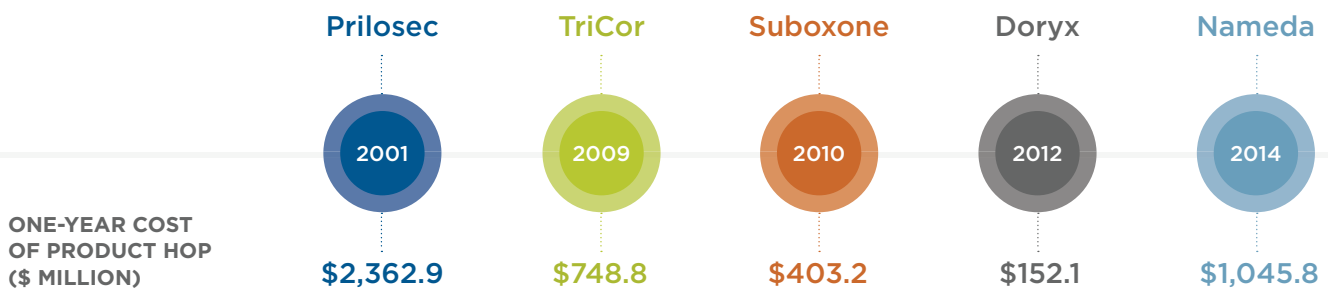 Prilosec TriCor Suboxone Doryx Nameda
2001 2009 2010 2012 2014
ONE-YEAR COST
OF PRODUCT HOP
($ MILLION)
$2,362.9 $748.8 $403.2 $152.1 $1,045.8